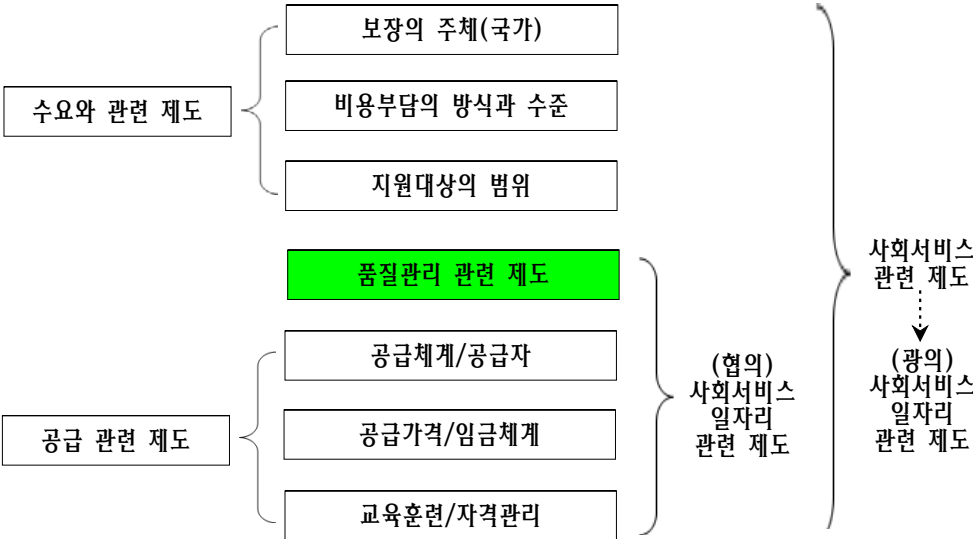 보장의 주체(국가)
수요와 관련 제도
비용부담의 방식과 수준
지원대상의 범위
품질관리 관련 제도
공급 관련 제도
공급체계/공급자
공급가격/임금체계
교육훈련/자격관리
(협의)
사회서비스
일자리
관련 제도
사회서비스
관련 제도
(광의)
사회서비스
일자리
관련 제도